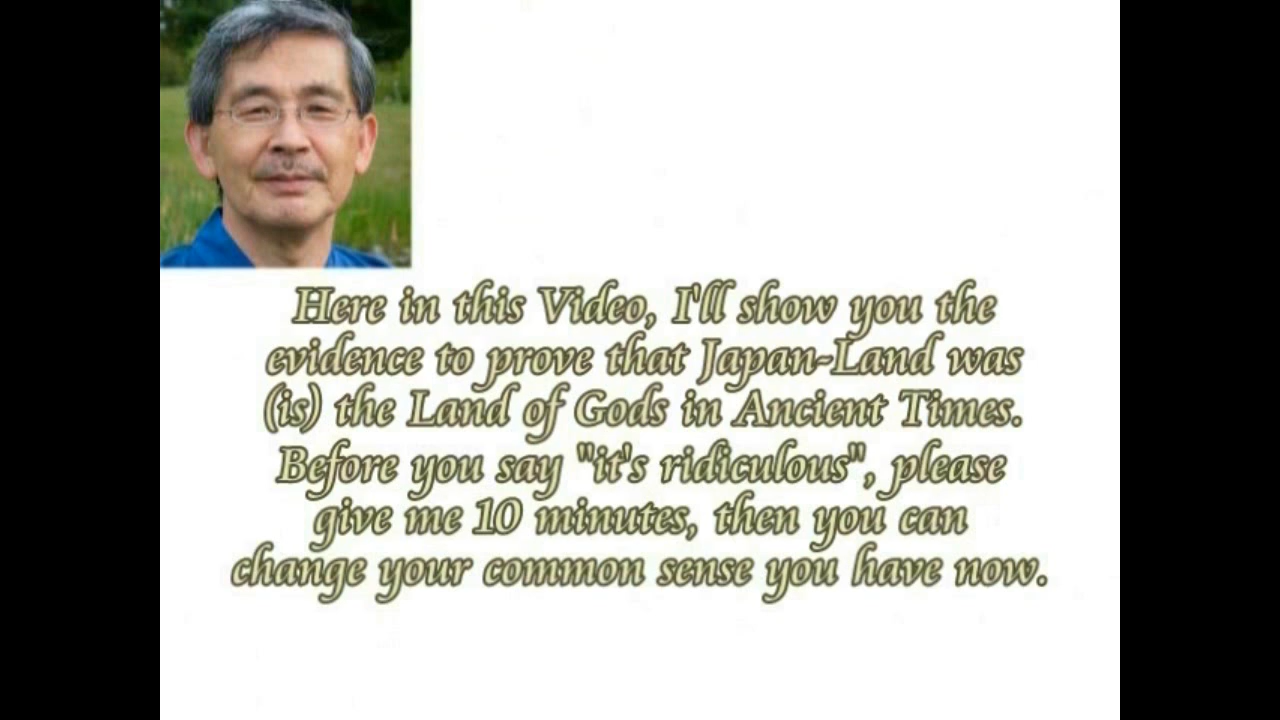 Here in this Video, I'll show you the
evidence to prove that Japan-Land was
(is) the Land of Gods in Ancient Times.
Before you say "it's ridiculous", please
give me 10 minutes, then you can
change your common sense you have now.